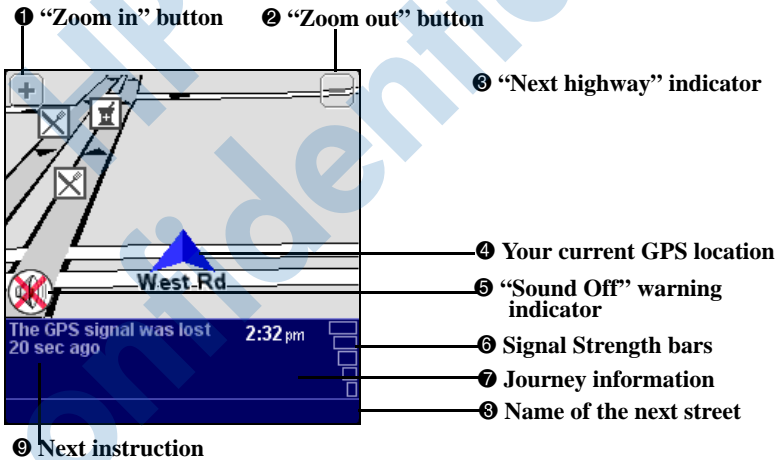 ❶ “Zoom in” button ❷ “Zoom out” button
❸ “Next highway” indicator
❹ Your current GPS location
West Rd
❺ “Sound Off” warning
indicator
The GPS signal was lost
20 sec ago
2:32 pm
❻ Signal Strength bars
❼ Journey information
❽ Name of the next street
❾ Next instruction
HP